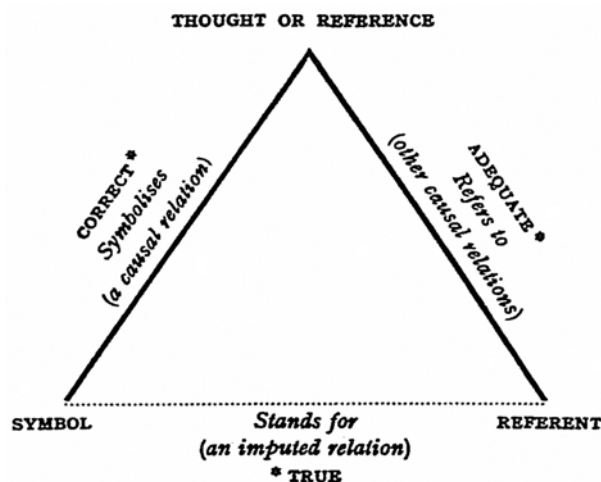 THOUGHT OR REFERENCE
CORRECT*
Symbolises
(a causal relation)
ADEQUATE*
Refers to
(other causal relations)
SYMBOL
Stands for
REFERENT
(an imputed relation)
* TRUE